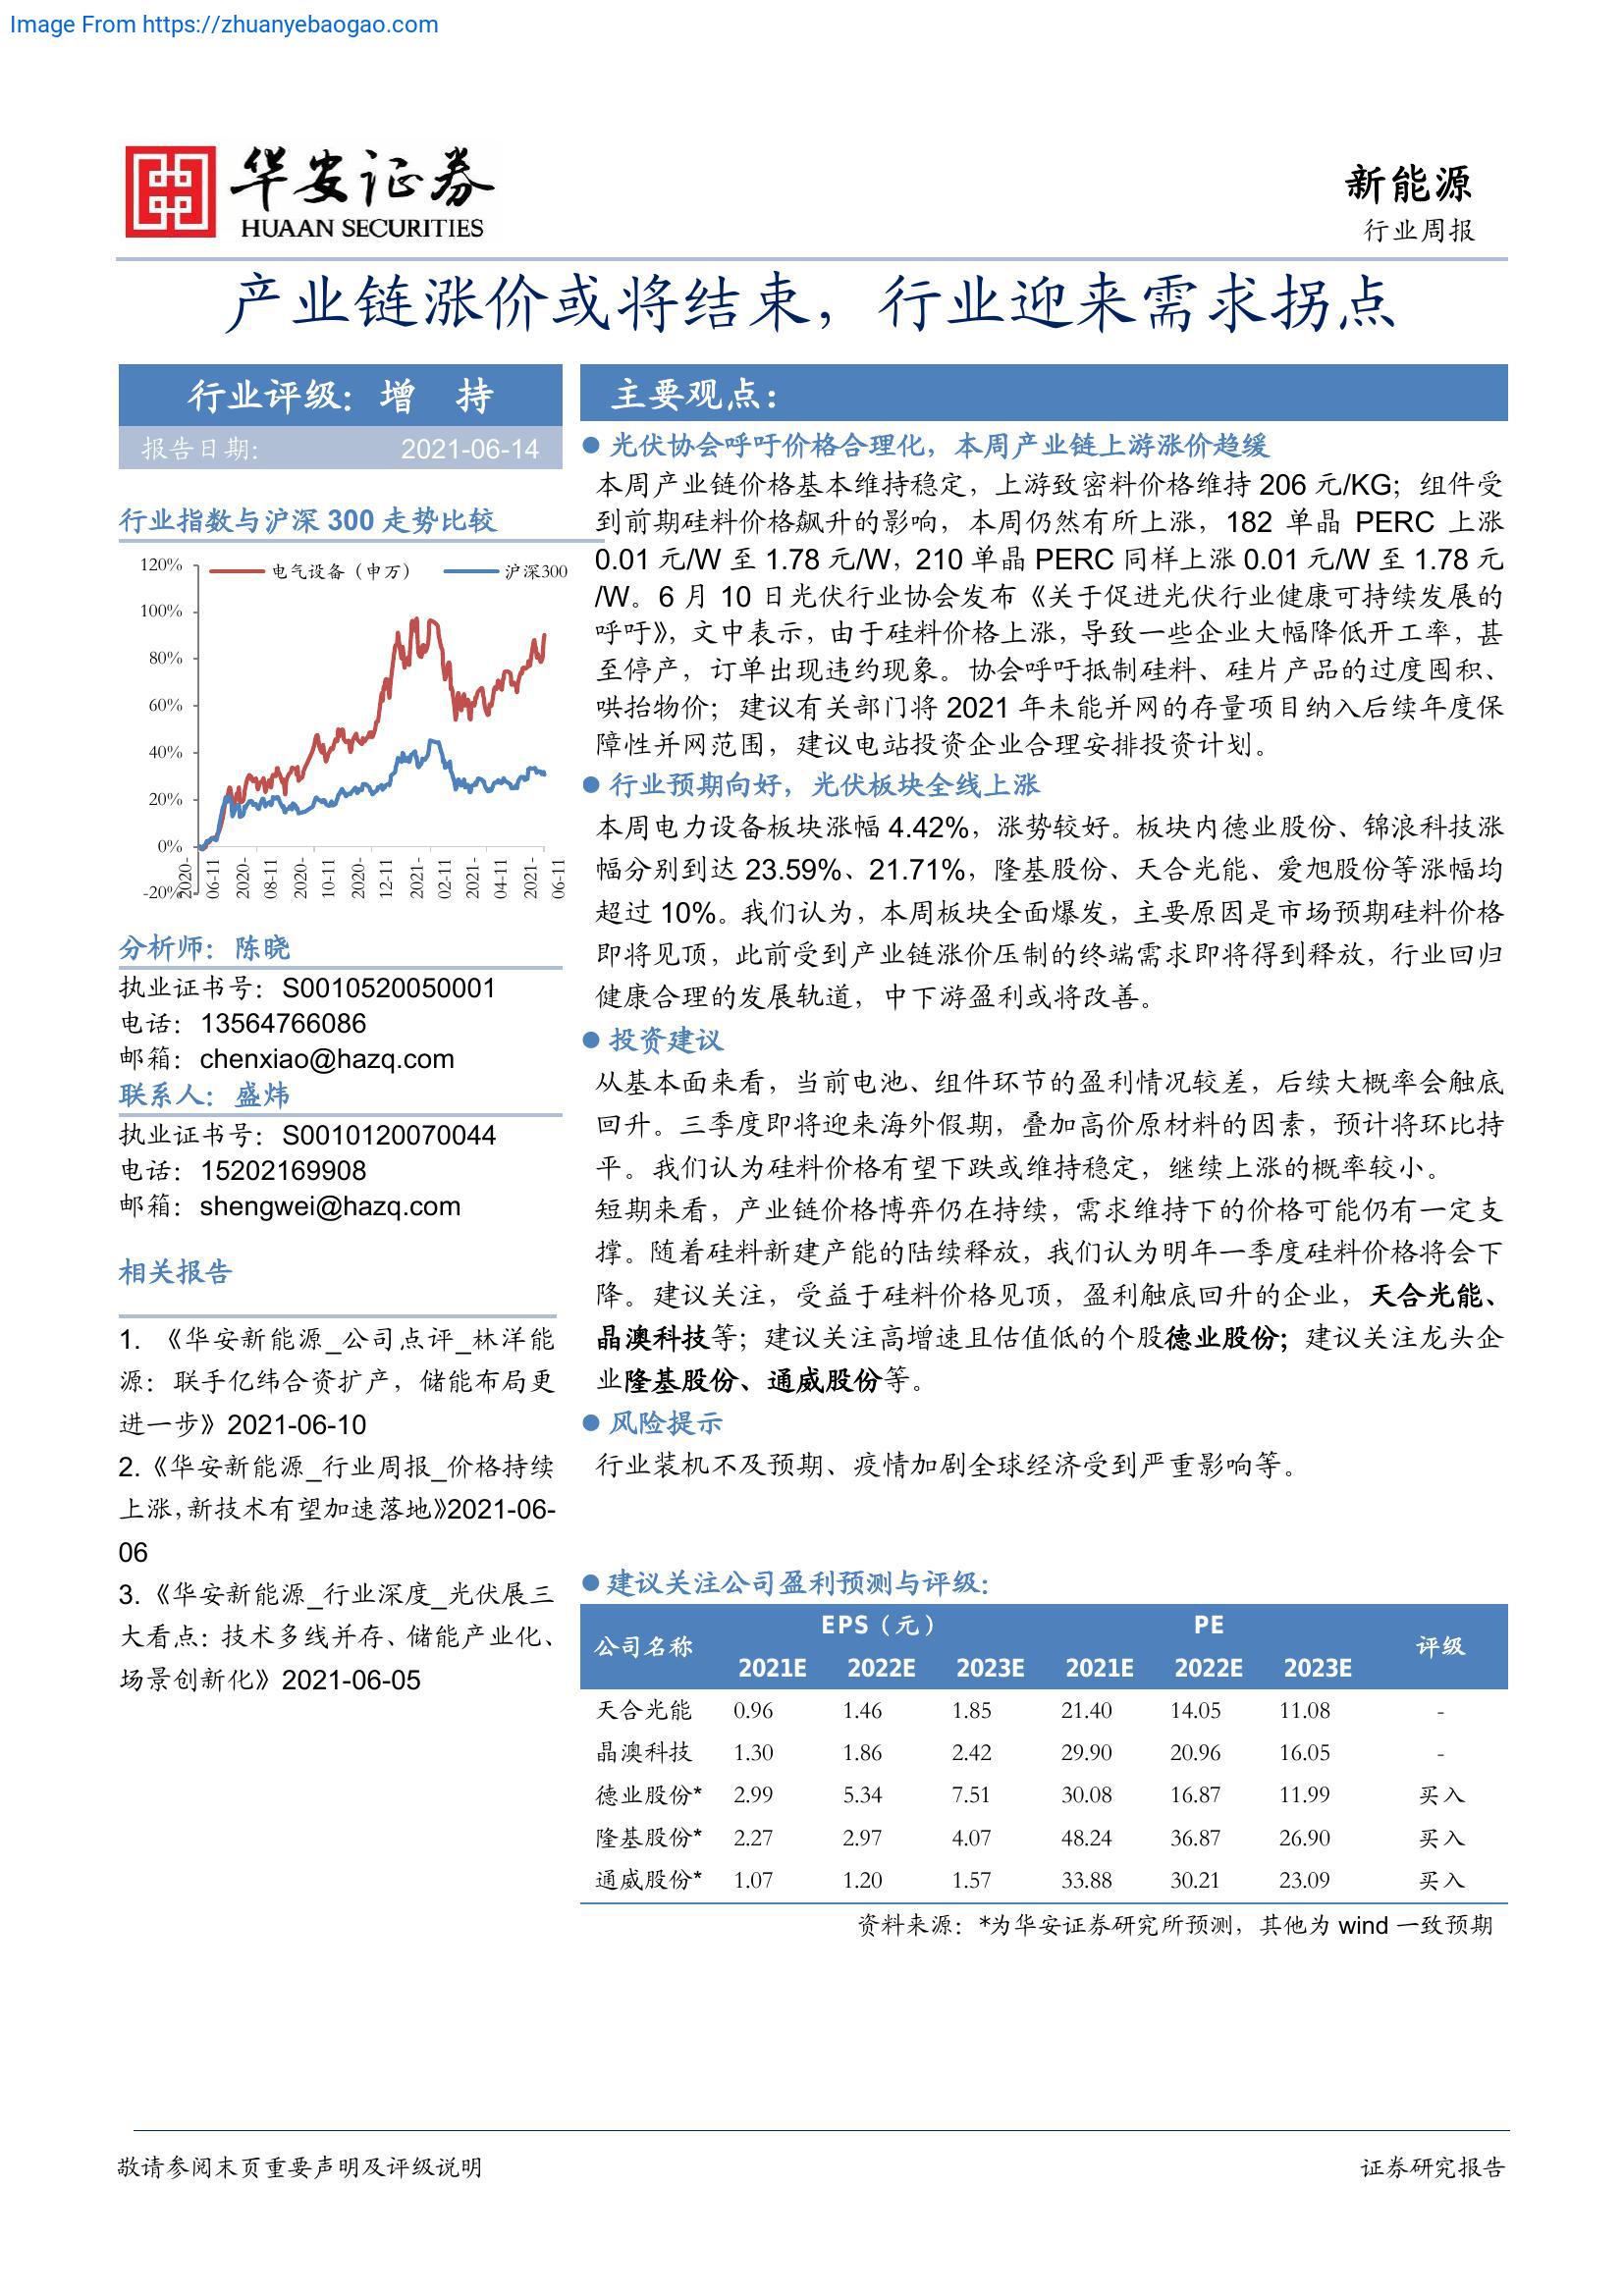 Image From https://zhuanyebaogao.com
华安证券
HUAAN SECURITIES
新能源
行业周报
产业链涨价或将结束，行业迎来需求拐点
行业评级：增 持
报告日期： 2021-06-14
行业指数与沪深 300 走势比较
电气设备（申万） 沪深300
120%
100%
80%
60%
40%
20%
0%
-20%
2020-06-11
2020-08-11
2020-10-11
2020-12-11
2021-02-11
2021-04-11
2021-06-11
分析师：陈晓
执业证书号：S0010520050001
电话：13564766086
邮箱：chenxiao@hazq.com
联系人：盛炜
执业证书号：S0010120070044
电话：15202169908
邮箱：shengwei@hazq.com
相关报告
1. 《华安新能源_公司点评_林洋能
源：联手亿纬合资扩产，储能布局更
进一步》2021-06-10
2.《华安新能源_行业周报_价格持续
上涨，新技术有望加速落地》2021-06-
06
3.《华安新能源_行业深度_光伏展三
大看点：技术多线并存、储能产业化、
场景创新化》2021-06-05
主要观点：
● 光伏协会呼吁价格合理化，本周产业链上游涨价趋缓
本周产业链价格基本维持稳定，上游致密料价格维持 206 元/KG；组件受
到前期硅料价格飙升的影响，本周仍然有所上涨，182 单晶 PERC 上涨
0.01 元/W 至 1.78 元/W，210 单晶 PERC 同样上涨 0.01 元/W 至 1.78 元
/W。6 月 10 日光伏行业协会发布《关于促进光伏行业健康可持续发展的
呼吁》，文中表示，由于硅料价格上涨，导致一些企业大幅降低开工率，甚
至停产，订单出现违约现象。协会呼吁抵制硅料、硅片产品的过度囤积、
哄抬物价；建议有关部门将 2021 年未能并网的存量项目纳入后续年度保
障性并网范围，建议电站投资企业合理安排投资计划。
● 行业预期向好，光伏板块全线上涨
本周电力设备板块涨幅 4.42%，涨势较好。板块内德业股份、锦浪科技涨
幅分别到达 23.59%、21.71%，隆基股份、天合光能、爱旭股份等涨幅均
超过 10%。我们认为，本周板块全面爆发，主要原因是市场预期硅料价格
即将见顶，此前受到产业链涨价压制的终端需求即将得到释放，行业回归
健康合理的发展轨道，中下游盈利或将改善。
● 投资建议
从基本面来看，当前电池、组件环节的盈利情况较差，后续大概率会触底
回升。三季度即将迎来海外假期，叠加高价原材料的因素，预计将环比持
平。我们认为硅料价格有望下跌或维持稳定，继续上涨的概率较小。
短期来看，产业链价格博弈仍在持续，需求维持下的价格可能仍有一定支
撑。随着硅料新建产能的陆续释放，我们认为明年一季度硅料价格将会下
降。建议关注，受益于硅料价格见顶，盈利触底回升的企业，天合光能、
晶澳科技等；建议关注高增速且估值低的个股德业股份；建议关注龙头企
业隆基股份、通威股份等。
● 风险提示
行业装机不及预期、疫情加剧全球经济受到严重影响等。
● 建议关注公司盈利预测与评级：
公司名称 EPS（元） PE 评级
2021E 2022E 2023E 2021E 2022E 2023E
天合光能 0.96 1.46 1.85 21.40 14.05 11.08 -
晶澳科技 1.30 1.86 2.42 29.90 20.96 16.05 -
德业股份* 2.99 5.34 7.51 30.08 16.87 11.99 买入
隆基股份* 2.27 2.97 4.07 48.24 36.87 26.90 买入
通威股份* 1.07 1.20 1.57 33.88 30.21 23.09 买入
资料来源：*为华安证券研究所预测，其他为 wind 一致预期
敬请参阅末页重要声明及评级说明 证券研究报告